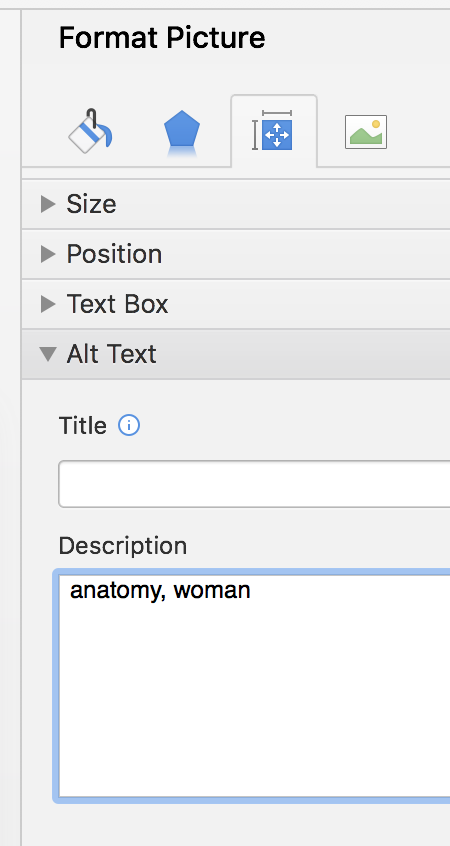 Format Picture
Size
Position
Text Box
Alt Text
Title
Description
anatomy, woman